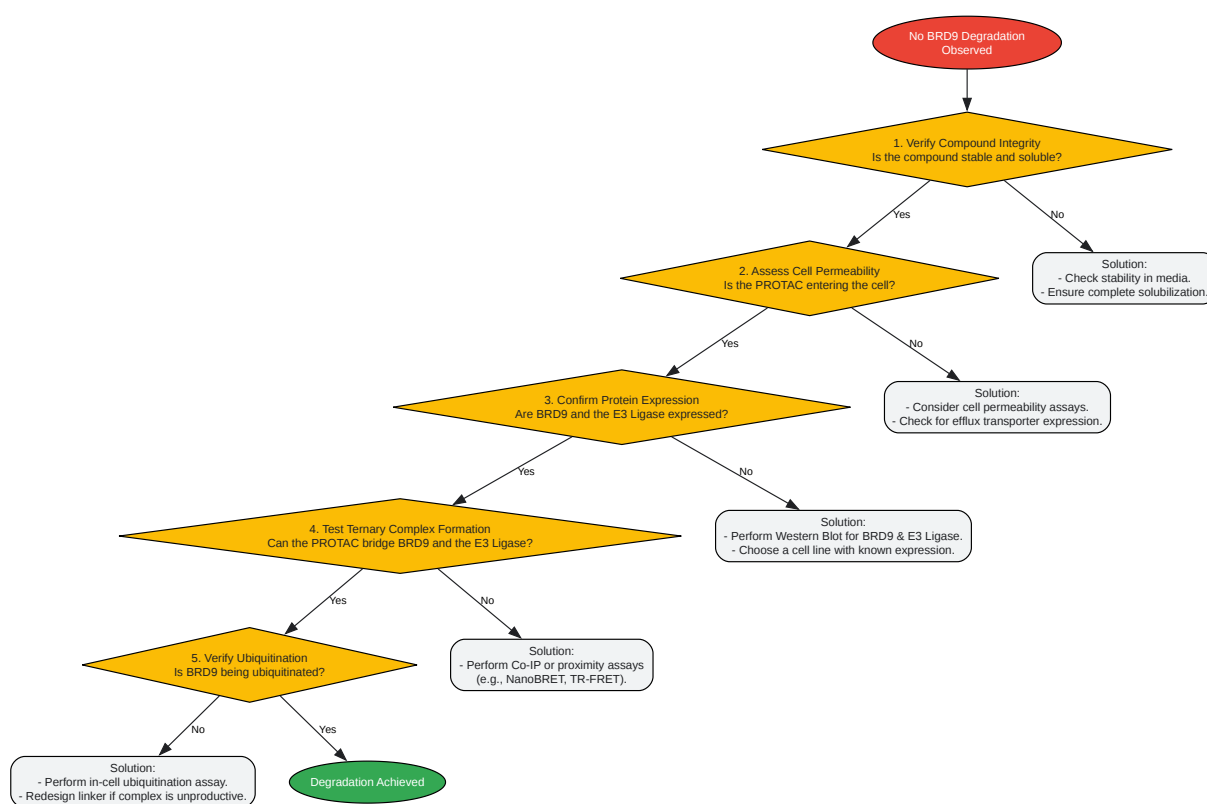 No BRD9 Degradation
Observed
1. Verify Compound Integrity
Is the compound stable and soluble?
Yes
No
2. Assess Cell Permeability
Is the PROTAC entering the cell?
Solution:
- Check stability in media.
- Ensure complete solubilization.
Yes
No
3. Confirm Protein Expression
Are BRD9 and the E3 Ligase expressed?
Solution:
- Consider cell permeability assays.
- Check for efflux transporter expression.
Yes
No
4. Test Ternary Complex Formation
Can the PROTAC bridge BRD9 and the E3 Ligase?
Solution:
- Perform Western Blot for BRD9 & E3 Ligase.
- Choose a cell line with known expression.
Yes
No
5. Verify Ubiquitination
Is BRD9 being ubiquitinated?
Solution:
- Perform Co-IP or proximity assays
(e.g., NanoBRET, TR-FRET).
No
Yes
Solution:
- Perform in-cell ubiquitination assay.
- Redesign linker if complex is unproductive.
Degradation Achieved